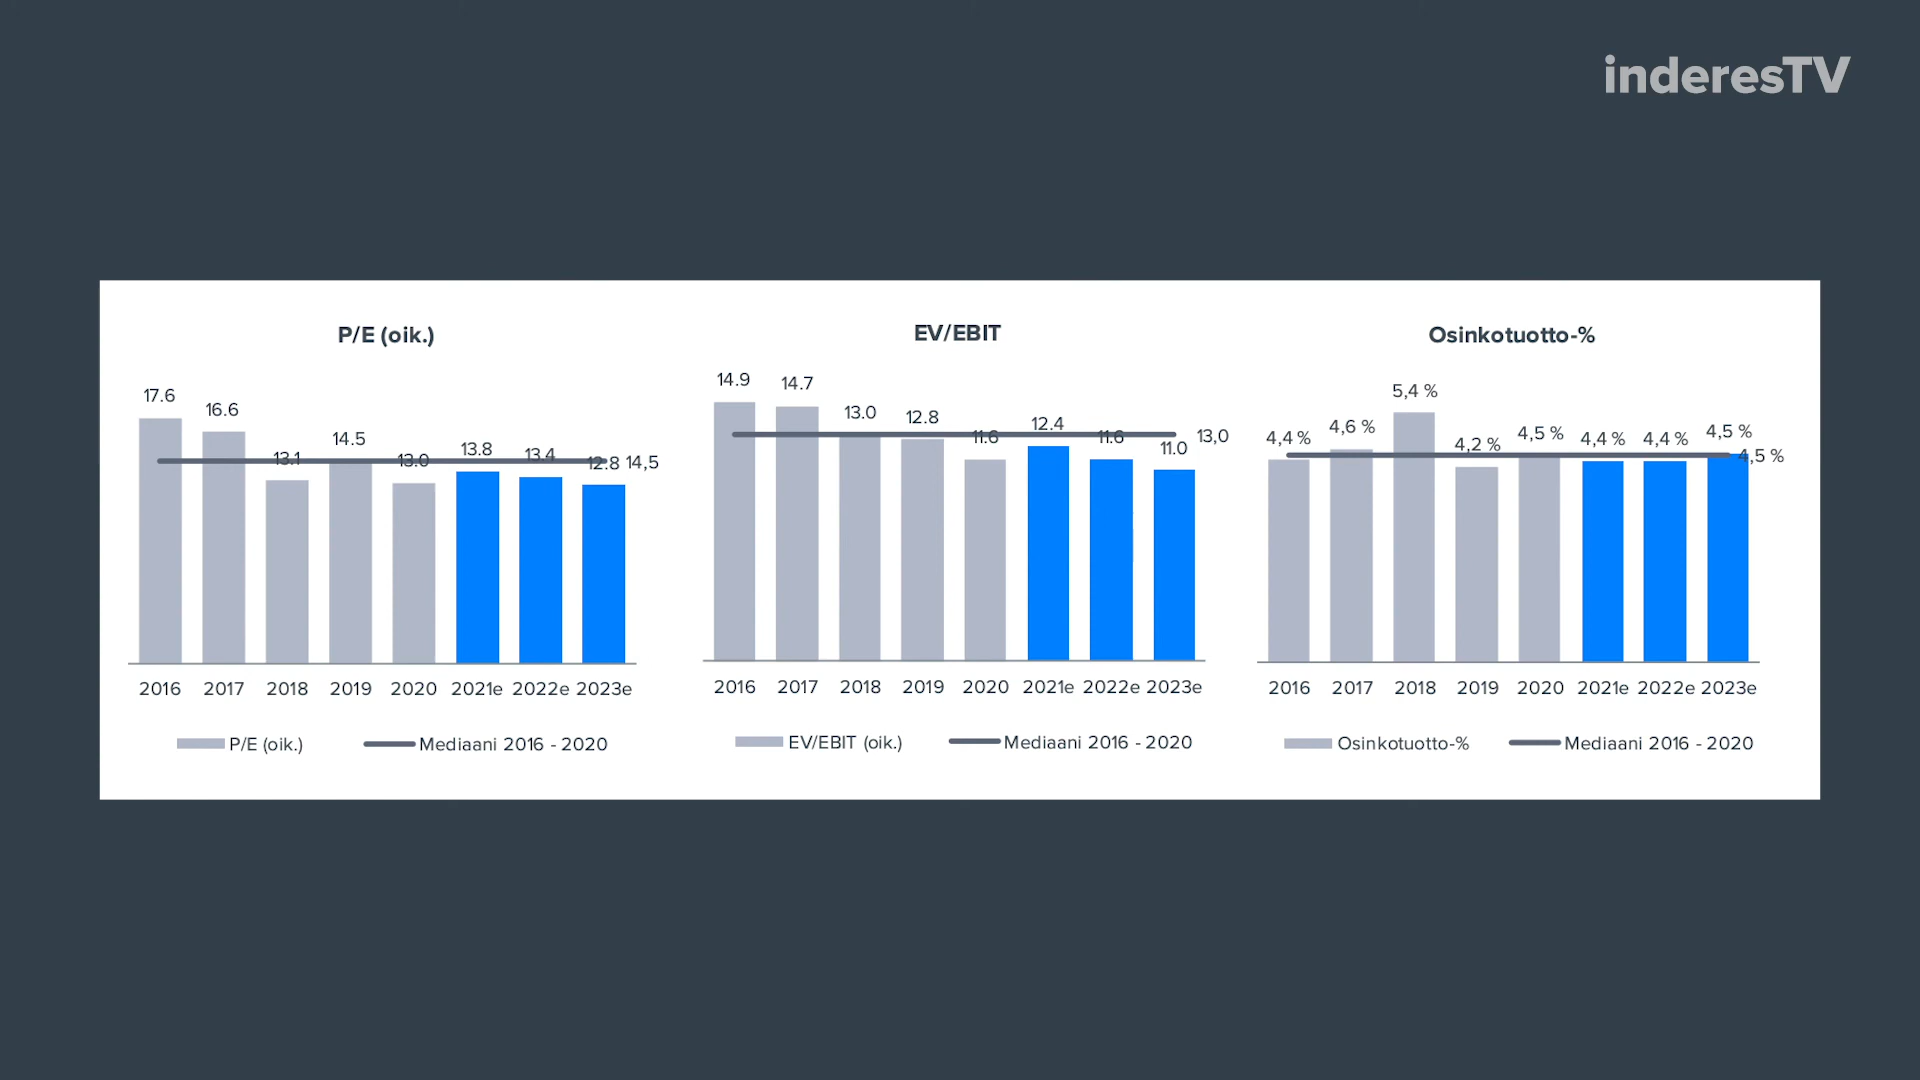 inderesTV
P/E (oik.)
17.6
16.6
13.1
14.5
13.0
13.8
13.4
12.8
14,5
2016 2017 2018 2019 2020 2021e 2022e 2023e
P/E (oik.) Mediaani 2016 - 2020
EV/EBIT
14.9
14.7
13.0
12.8
11.6
12.4
11.6
11.0
13,0
2016 2017 2018 2019 2020 2021e 2022e 2023e
EV/EBIT (oik.) Mediaani 2016 - 2020
Osinkotuotto-%
4,4 %
4,6 %
5,4 %
4,2 %
4,5 %
4,4 %
4,4 %
4,5 %
4,5 %
2016 2017 2018 2019 2020 2021e 2022e 2023e
Osinkotuotto-% Mediaani 2016 - 2020